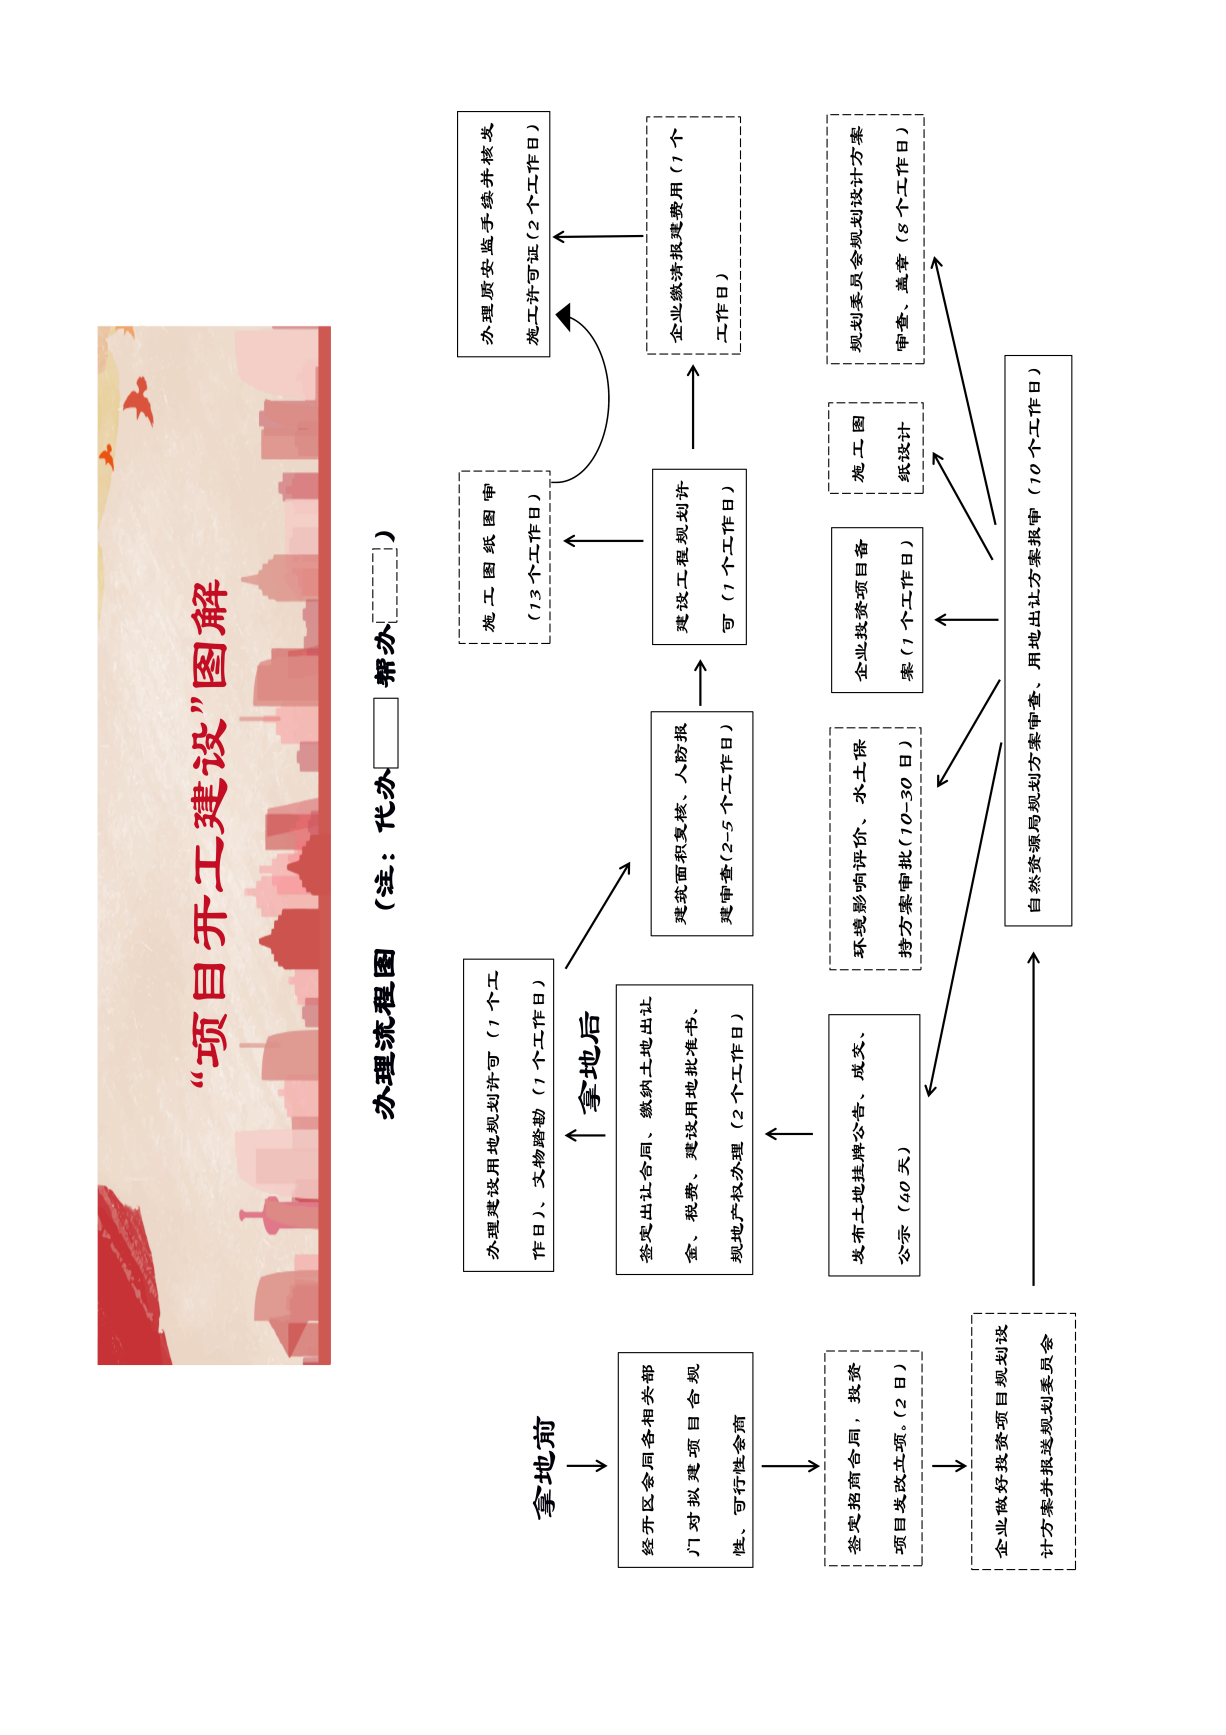 “项目开工建设”图解
办理流程图 （注：代办 帮办 ）
拿地前
经开区会同各相关部
门对拟建项目合规
性、可行性会商
签定招商合同，投资
项目发改立项。（2 日）
企业做好投资项目规划设
计方案并报送规划委员会
自然资源局规划方案审查、用地出让方案报审（10 个工作日）
发布土地挂牌公告、成交、
公示（40 天）
环境影响评价、水土保
持方案审批(10-30 日)
企业投资项目备
案（1 个工作日）
施工图
纸设计
规划委员会规划设计方案
审查、盖章（8 个工作日）
签定出让合同、缴纳土地出让
金、税费、建设用地批准书、
现地产权办理（2 个工作日）
拿地后
办理建设用地规划许可（1 个工
作日）、文物踏勘（1 个工作日）
建筑面积复核、人防报
建审查(2-5 个工作日)
建设工程规划许
可（1 个工作日）
施工图纸图审
（13 个工作日）
企业缴清报建费用（1 个
工作日）
办理质安监手续并核发
施工许可证(2 个工作日)